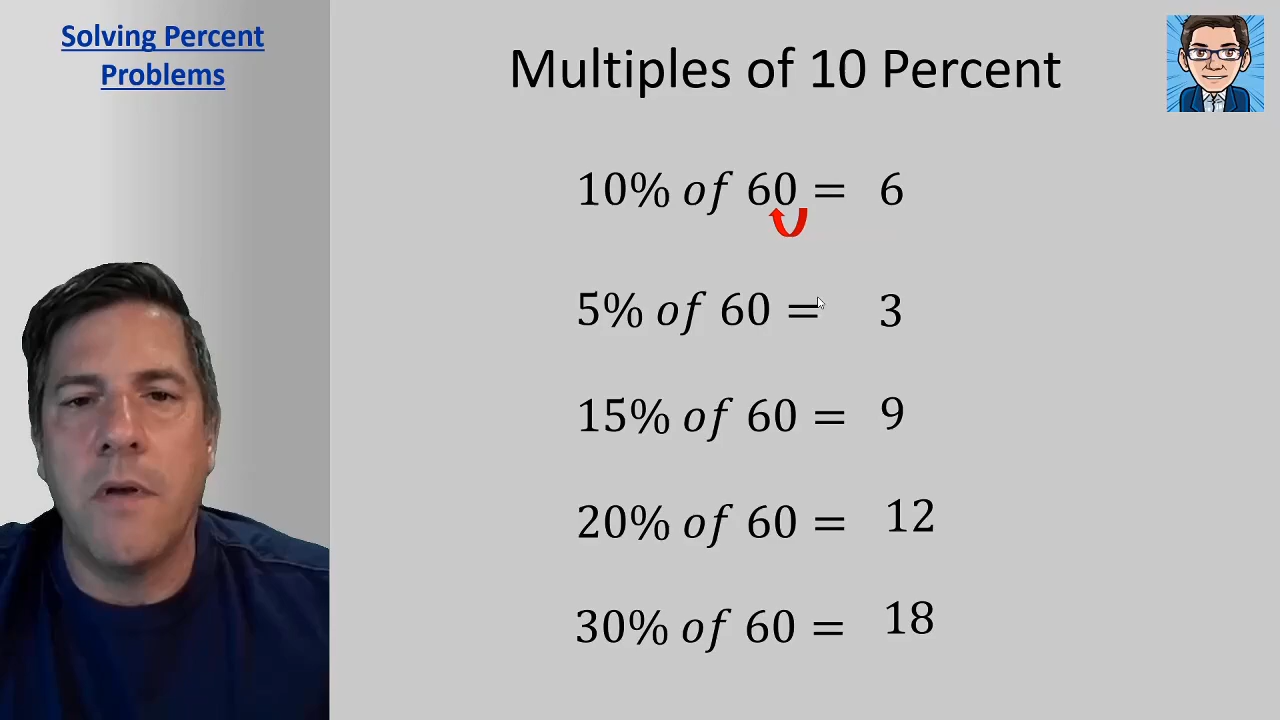 Solving Percent
Problems
Multiples of 10 Percent
10% of 60 = 6
5% of 60 = 3
15% of 60 = 9
20% of 60 = 12
30% of 60 = 18